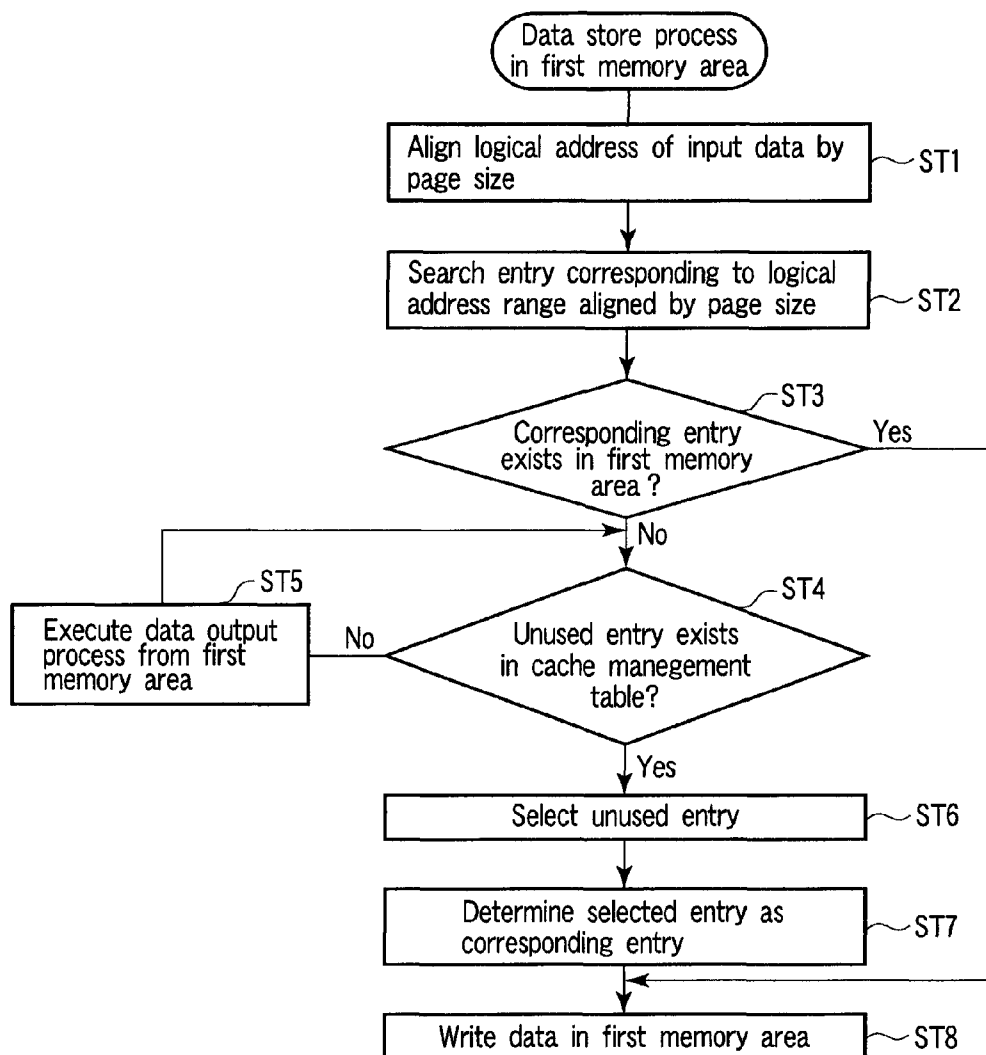 Data store process
in first memory area
Align logical address of input data by
page size
ST1
Search entry corresponding to logical
address range aligned by page size
ST2
ST3
Corresponding entry
exists in first memory
area ?
Yes
No
ST5
ST4
Execute data output
process from first
memory area
No
Unused entry exists
in cache manegement
table?
Yes
Select unused entry
ST6
Determine selected entry as
corresponding entry
ST7
Write data in first memory area
ST8